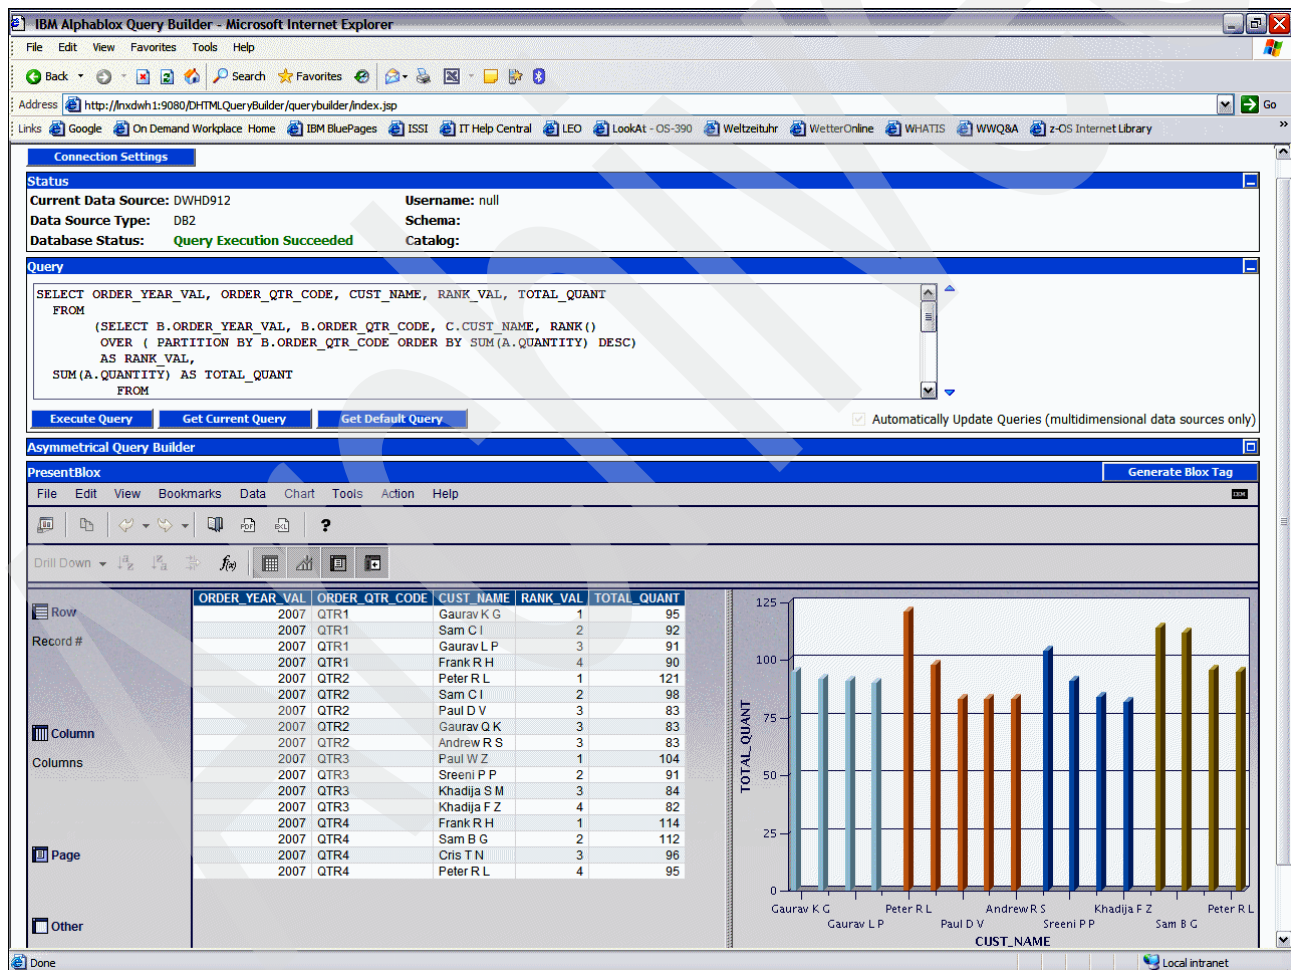 IBM Alphablox Query Builder - Microsoft Internet Explorer
File Edit View Favorites Tools Help
Back Search Favorites
Address http://lnxdwh1:9080/DHTMLQueryBuilder/querybuilder/index.jsp Go
Links Google On Demand Workplace Home IBM BluePages ISSI IT Help Central LEO LookAt - OS-390 Weltzeituhr WetterOnline WHATIS WWQ&A z-OS Internet Library »
Connection Settings
Status
Current Data Source: DWHD912 Username: null
Data Source Type: DB2 Schema:
Database Status: Query Execution Succeeded Catalog:
Query
SELECT ORDER_YEAR_VAL, ORDER_QTR_CODE, CUST_NAME, RANK_VAL, TOTAL_QUANT
FROM
(SELECT B.ORDER_YEAR_VAL, B.ORDER_QTR_CODE, C.CUST_NAME, RANK()
OVER ( PARTITION BY B.ORDER_QTR_CODE ORDER BY SUM(A.QUANTITY) DESC)
AS RANK_VAL,
SUM(A.QUANTITY) AS TOTAL_QUANT
FROM
Execute Query Get Current Query Get Default Query Automatically Update Queries (multidimensional data sources only)
Asymmetrical Query Builder
PresentBlox Generate Blox Tag
File Edit View Bookmarks Data Chart Tools Action Help IBM
PDF ?
Drill Down f(x)
Row
Record #
Column
Columns
Page
Other
ORDER_YEAR_VAL ORDER_QTR_CODE CUST_NAME RANK_VAL TOTAL_QUANT
2007 QTR1 Gaurav K G 1 95
2007 QTR1 Sam C I 2 92
2007 QTR1 Gaurav L P 3 91
2007 QTR1 Frank R H 4 90
2007 QTR2 Peter R L 1 121
2007 QTR2 Sam C I 2 98
2007 QTR2 Paul D V 3 83
2007 QTR2 Gaurav Q K 3 83
2007 QTR2 Andrew R S 3 83
2007 QTR3 Paul W Z 1 104
2007 QTR3 Sreeni P P 2 91
2007 QTR3 Khadija S M 3 84
2007 QTR3 Khadija F Z 4 82
2007 QTR4 Frank R H 1 114
2007 QTR4 Sam B G 2 112
2007 QTR4 Cris T N 3 96
2007 QTR4 Peter R L 4 95
125
100
75
50
25
0
TOTAL_QUANT
Gaurav K G Peter R L Andrew R S Khadija F Z Peter R L
Gaurav L P Paul D V Sreeni P P Sam B G
CUST_NAME
Done Local intranet